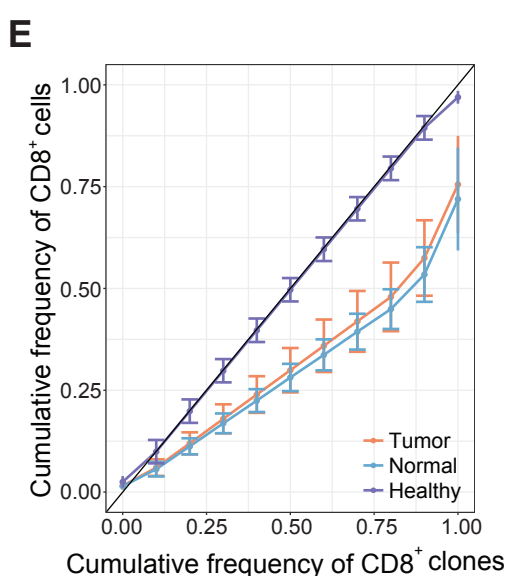 E
Cumulative frequency of CD8+ cells
1.00
0.75
0.50
0.25
0.00
Tumor
Normal
Healthy
0.00 0.25 0.50 0.75 1.00
Cumulative frequency of CD8+ clones